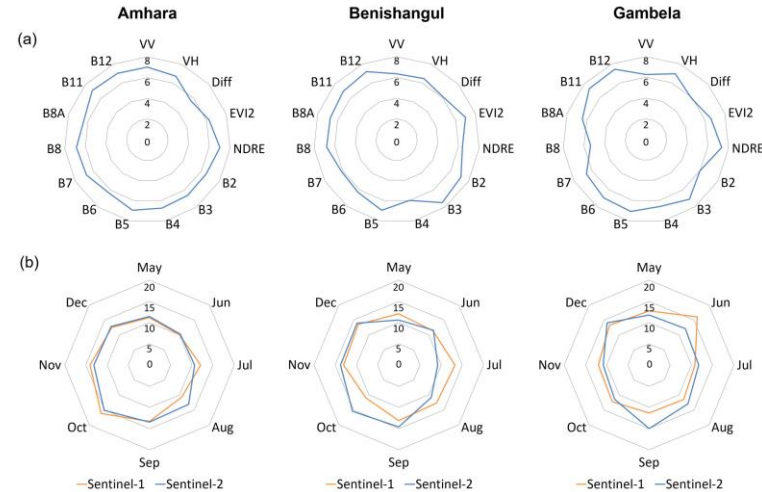 Amhara Benishangul Gambela
(a)
VV VH Diff EVI2 NDRE B2 B3 B4 B5 B6 B7 B8 B8A B11 B12
8 6 4 2 0
VV VH Diff EVI2 NDRE B2 B3 B4 B5 B6 B7 B8 B8A B11 B12
8 6 4 2 0
VV VH Diff EVI2 NDRE B2 B3 B4 B5 B6 B7 B8 B8A B11 B12
8 6 4 2 0
(b)
May Jun Jul Aug Sep Oct Nov Dec
20 15 10 5 0
Sentinel-1 Sentinel-2
May Jun Jul Aug Sep Oct Nov Dec
20 15 10 5 0
Sentinel-1 Sentinel-2
May Jun Jul Aug Sep Oct Nov Dec
20 15 10 5 0
Sentinel-1 Sentinel-2